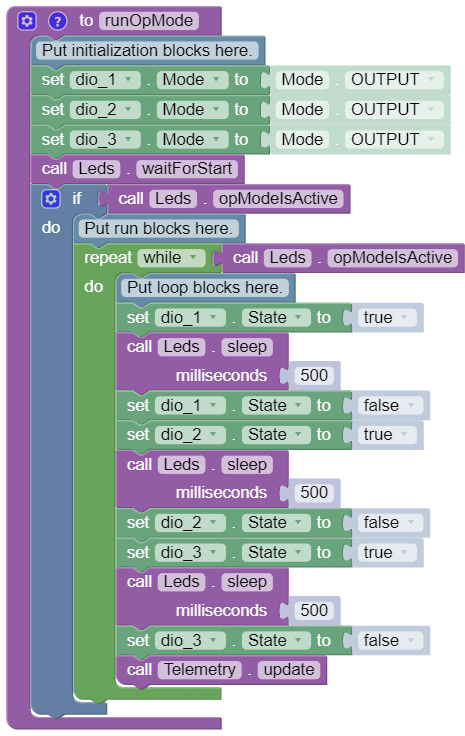 ? to runOpMode
Put initialization blocks here.
set dio_1 . Mode to Mode . OUTPUT
set dio_2 . Mode to Mode . OUTPUT
set dio_3 . Mode to Mode . OUTPUT
call Leds . waitForStart
if call Leds . opModeIsActive
do Put run blocks here.
repeat while call Leds . opModeIsActive
do Put loop blocks here.
set dio_1 . State to true
call Leds . sleep
milliseconds 500
set dio_1 . State to false
set dio_2 . State to true
call Leds . sleep
milliseconds 500
set dio_2 . State to false
set dio_3 . State to true
call Leds . sleep
milliseconds 500
set dio_3 . State to false
call Telemetry . update